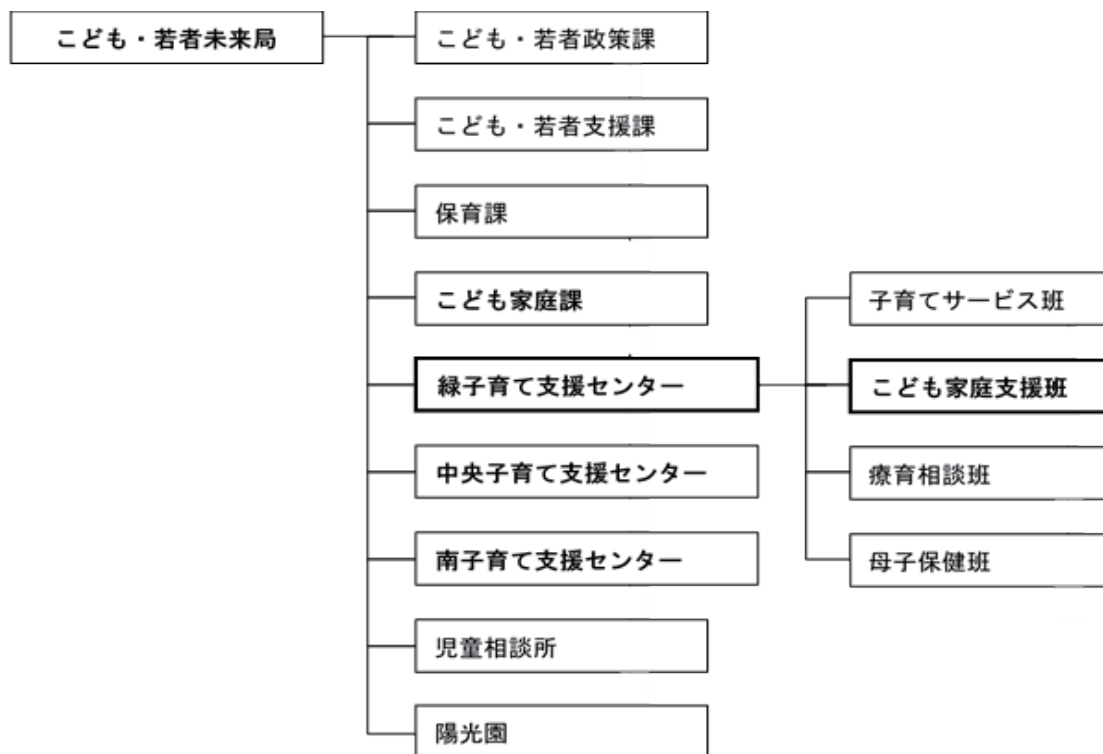 こども・若者未来局
こども・若者政策課
こども・若者支援課
保育課
こども家庭課
緑子育て支援センター
中央子育て支援センター
南子育て支援センター
児童相談所
陽光園
子育てサービス班
こども家庭支援班
療育相談班
母子保健班